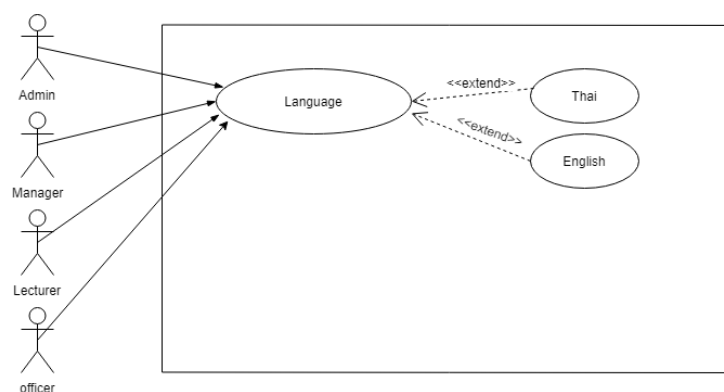 Admin
Manager
Lecturer
officer
Language
<<extend>>
<<extend>>
Thai
English